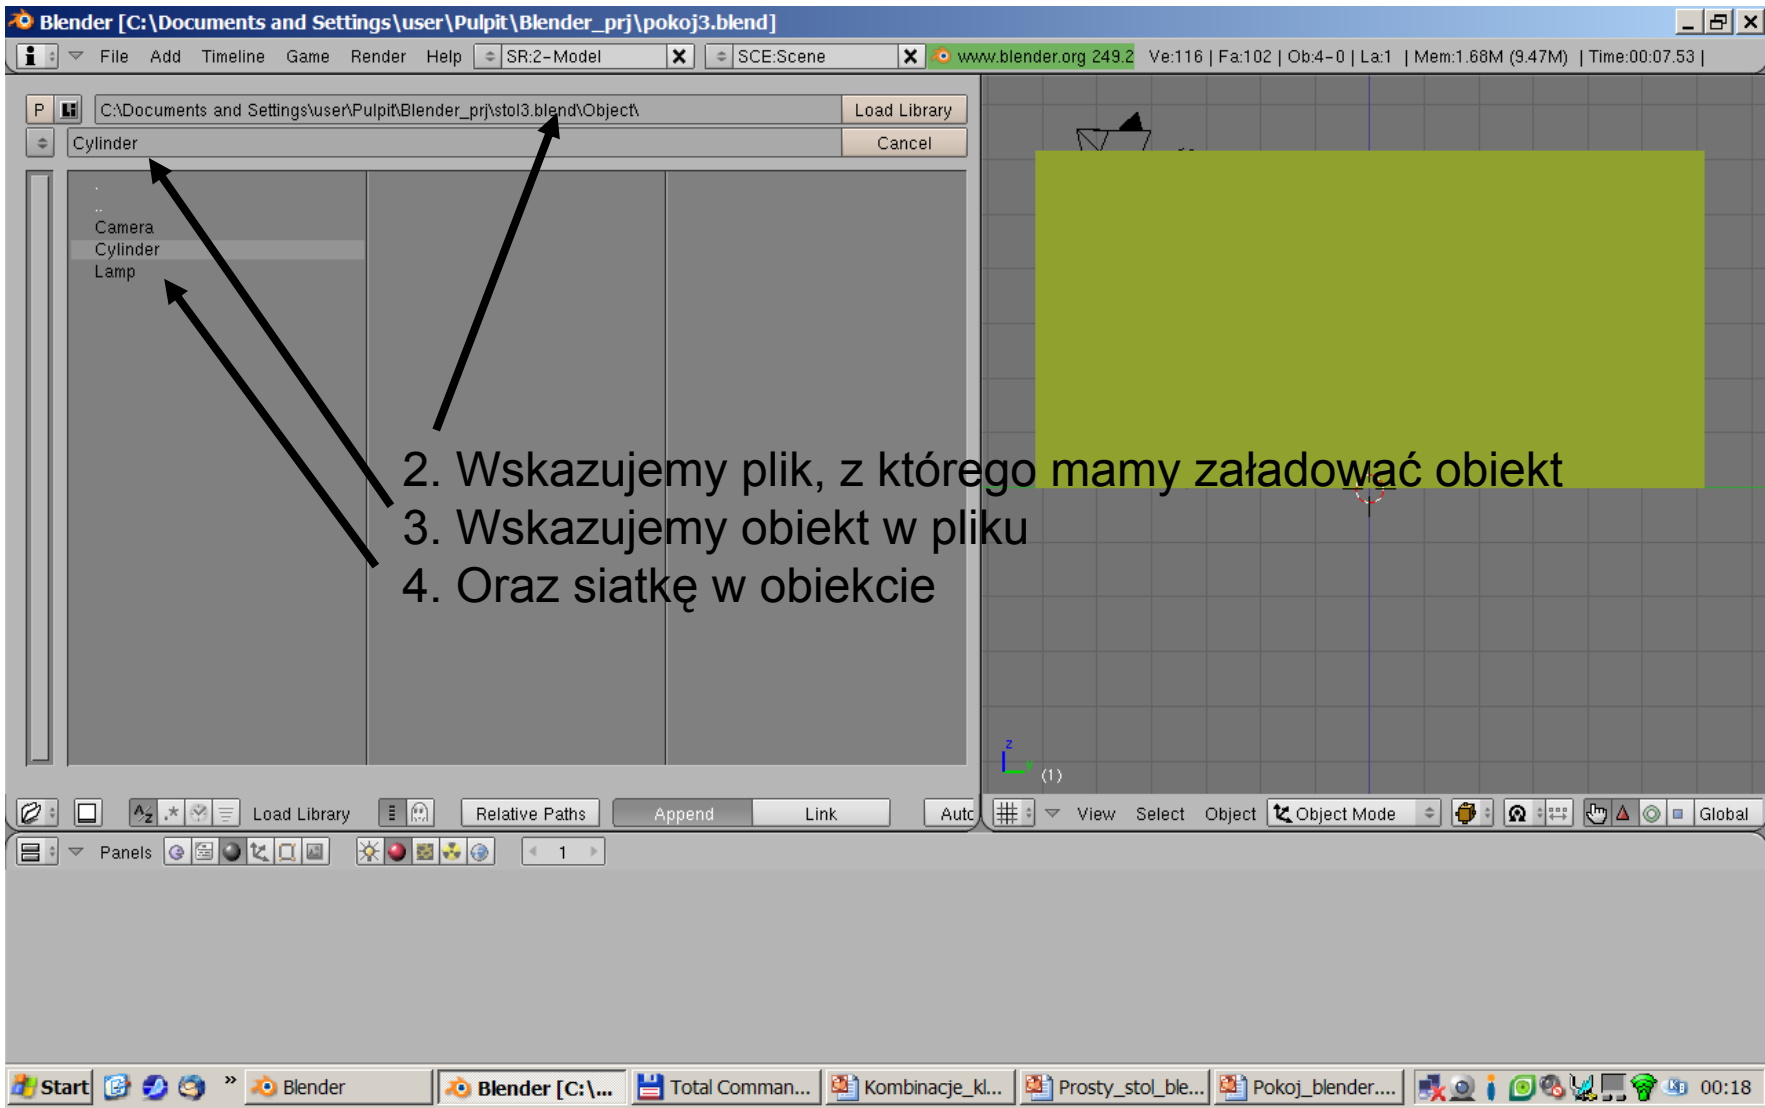 Blender [C:\Documents and Settings\user\Pulpit\Blender_prj\pokoj3.blend]
File Add Timeline Game Render Help SR:2-Model SCE:Scene www.blender.org 249.2 Ve:116 | Fa:102 | Ob:4-0 | La:1 | Mem:1.68M (9.47M) | Time:00:07.53 |
P C:\Documents and Settings\user\Pulpit\Blender_prj\stol3.blend\Object\ Load Library
Cylinder Cancel
.
..
Camera
Cylinder
Lamp
2. Wskazujemy plik, z którego mamy załadować obiekt
3. Wskazujemy obiekt w pliku
4. Oraz siatkę w obiekcie
z
y
(1)
Load Library Relative Paths Append Link Auto View Select Object Object Mode Global
Panels 1
Start » Blender Blender [C:\... Total Comman... Kombinacje_kl... Prosty_stol_ble... Pokoj_blender.... 00:18